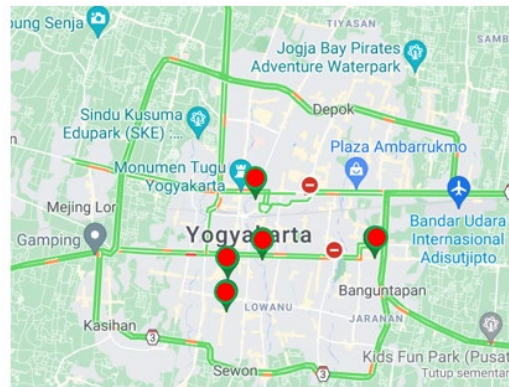 TIYASAN
ung Senja
SAMB
Jogja Bay Pirates
Adventure Waterpark
Depok
Sindu Kusuma
Edupark (SKE) :...
n
Plaza Ambarrukmo
Monumen Tugu
Yogyakarta
3
Mejing Lor
Bandar Udara
Internasional
Adisutjipto
Gamping
Yogyakarta
Banguntapan
LOWANU
JARANAN
Kasihan
3
Kids Fun Park (Pusat
Tutup sementar
Sewon
3